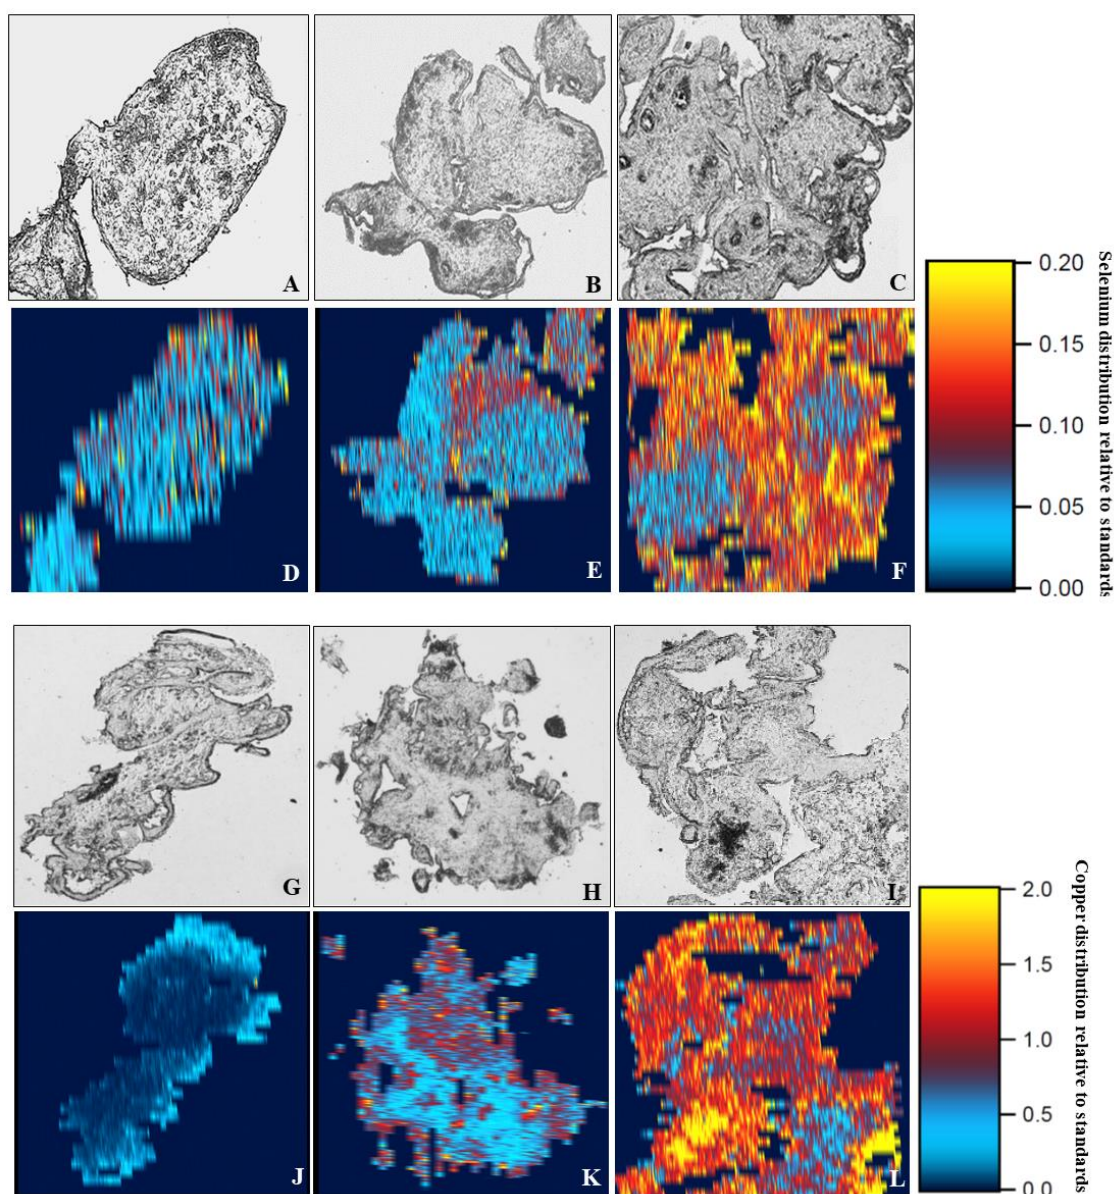 A
B
C
D
E
F
0.20
0.15
0.10
0.05
0.00
Selenium distribution relative to standards
G
H
I
J
K
L
2.0
1.5
1.0
0.5
0.0
Copper distribution relative to standards